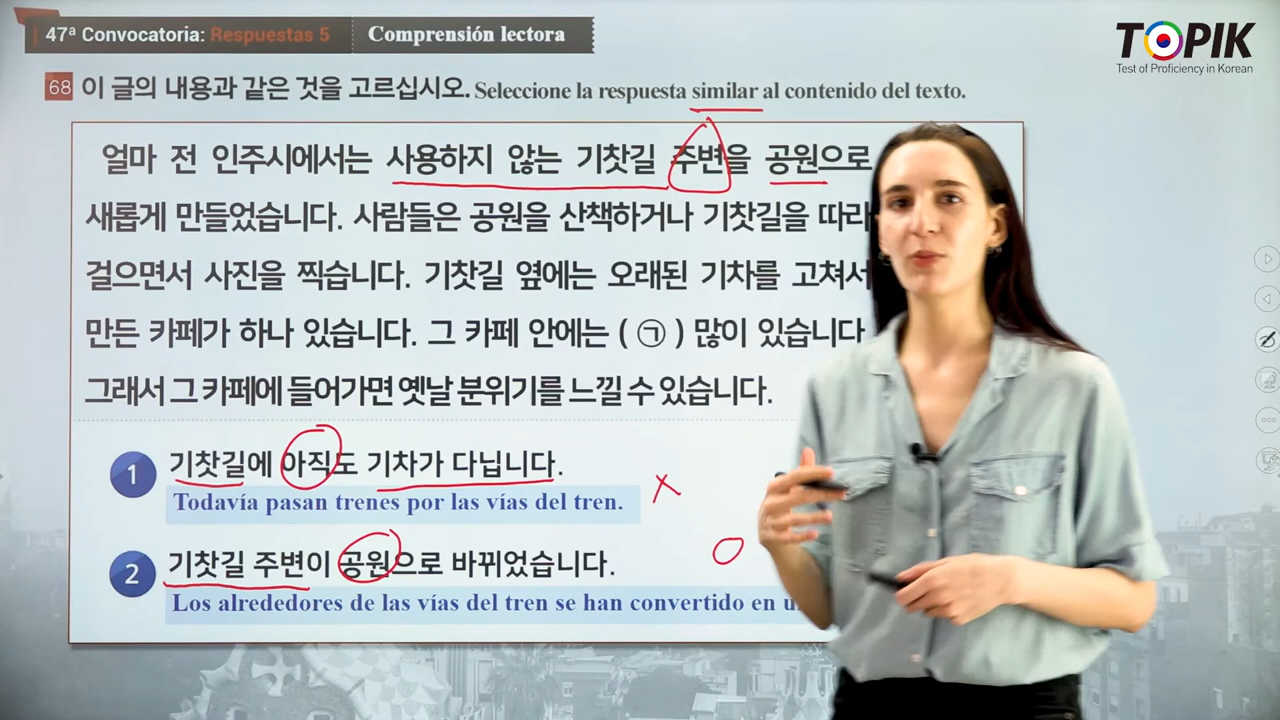 47ª Convocatoria: Respuestas 5 Comprensión lectora
TOPIK
Test of Proficiency in Korean
68 이 글의 내용과 같은 것을 고르십시오. Seleccione la respuesta similar al contenido del texto.
얼마 전 인주시에서는 사용하지 않는 기찻길 주변을 공원으로
새롭게 만들었습니다. 사람들은 공원을 산책하거나 기찻길을 따라
걸으면서 사진을 찍습니다. 기찻길 옆에는 오래된 기차를 고쳐서
만든 카페가 하나 있습니다. 그 카페 안에는 ( ㉠ ) 많이 있습니다
그래서 그 카페에 들어가면 옛날 분위기를 느낄 수 있습니다.
1 기찻길에 아직도 기차가 다닙니다.
Todavía pasan trenes por las vías del tren.
2 기찻길 주변이 공원으로 바뀌었습니다.
Los alrededores de las vías del tren se han convertido en